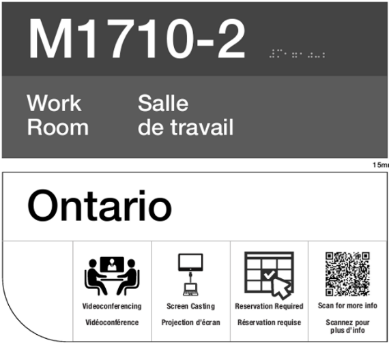 M1710-2
Work Salle
Room de travail
Ontario
Videoconferencing Screen Casting Reservation Required Scan for more info
Vidéoconférence Projection d'écran Réservation requise Scannez pour
plus d'info